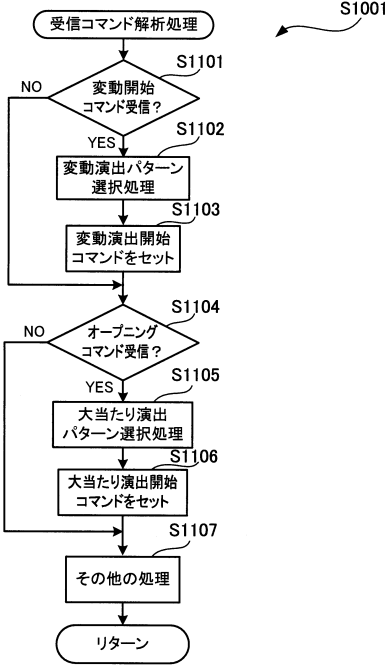 受信コマンド解析処理
S1001
S1101
変動開始
コマンド受信？
NO
YES
S1102
変動演出パターン
選択処理
S1103
変動演出開始
コマンドをセット
S1104
オープニング
コマンド受信？
NO
YES
S1105
大当たり演出
パターン選択処理
S1106
大当たり演出開始
コマンドをセット
S1107
その他の処理
リターン